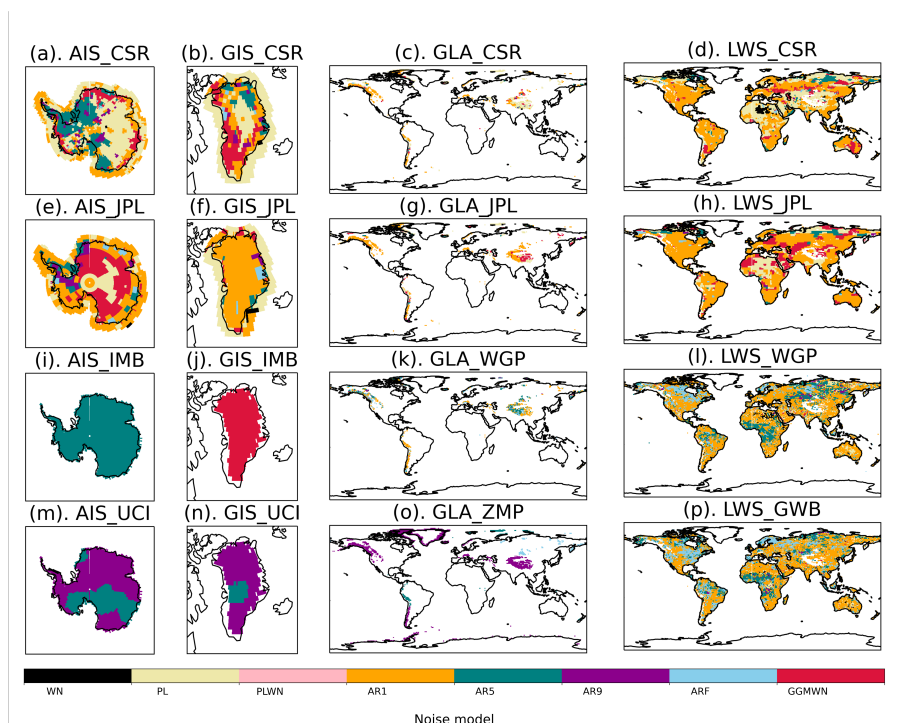 (a). AIS_CSR
(b). GIS_CSR
(c). GLA_CSR
(d). LWS_CSR
(e). AIS_JPL
(f). GIS_JPL
(g). GLA_JPL
(h). LWS_JPL
(i). AIS_IMB
(j). GIS_IMB
(k). GLA_WGP
(l). LWS_WGP
(m). AIS_UCI
(n). GIS_UCI
(o). GLA_ZMP
(p). LWS_GWB
WN PL PLWN AR1 AR5 AR9 ARF GGMWN
Noise model